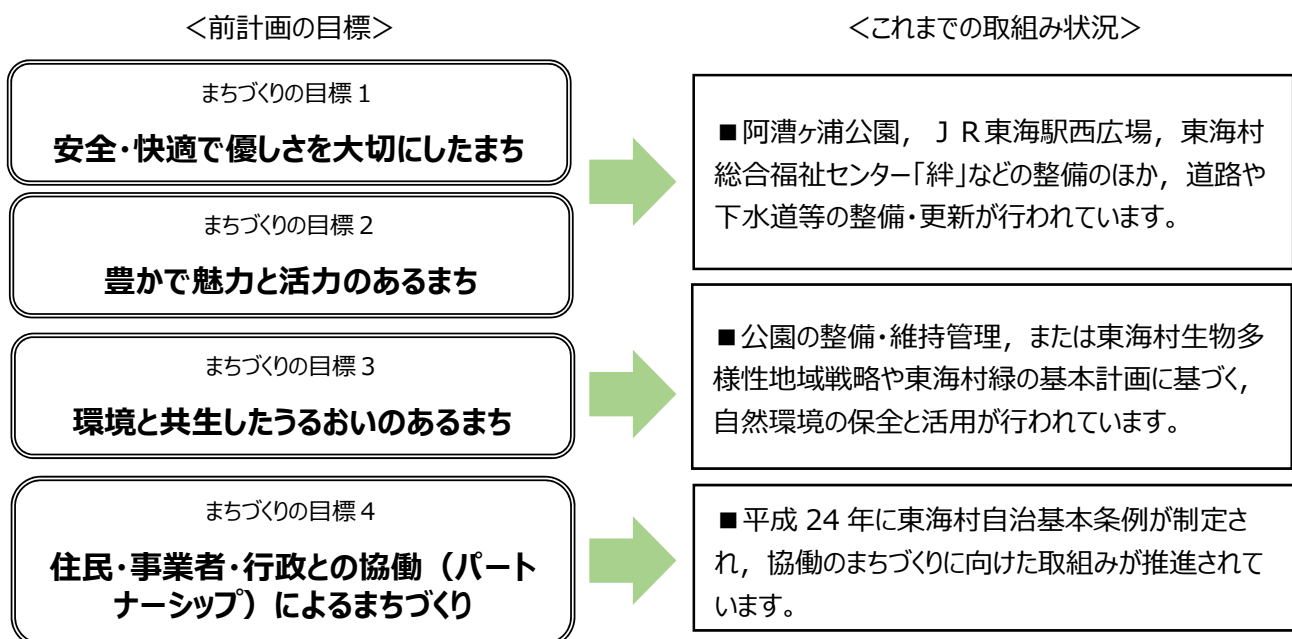 ＜前計画の目標＞
＜これまでの取組み状況＞
まちづくりの目標１
安全・快適で優しさを大切にしたまち
まちづくりの目標２
豊かで魅力と活力のあるまち
■阿漕ヶ浦公園，ＪＲ東海駅西広場，東海村
総合福祉センター「絆」などの整備のほか，道路や
下水道等の整備・更新が行われています。
まちづくりの目標３
環境と共生したうるおいのあるまち
■公園の整備・維持管理，または東海村生物多
様性地域戦略や東海村緑の基本計画に基づく，
自然環境の保全と活用が行われています。
まちづくりの目標４
住民・事業者・行政との協働（パート
ナーシップ）によるまちづくり
■平成 24 年に東海村自治基本条例が制定さ
れ，協働のまちづくりに向けた取組みが推進されて
います。